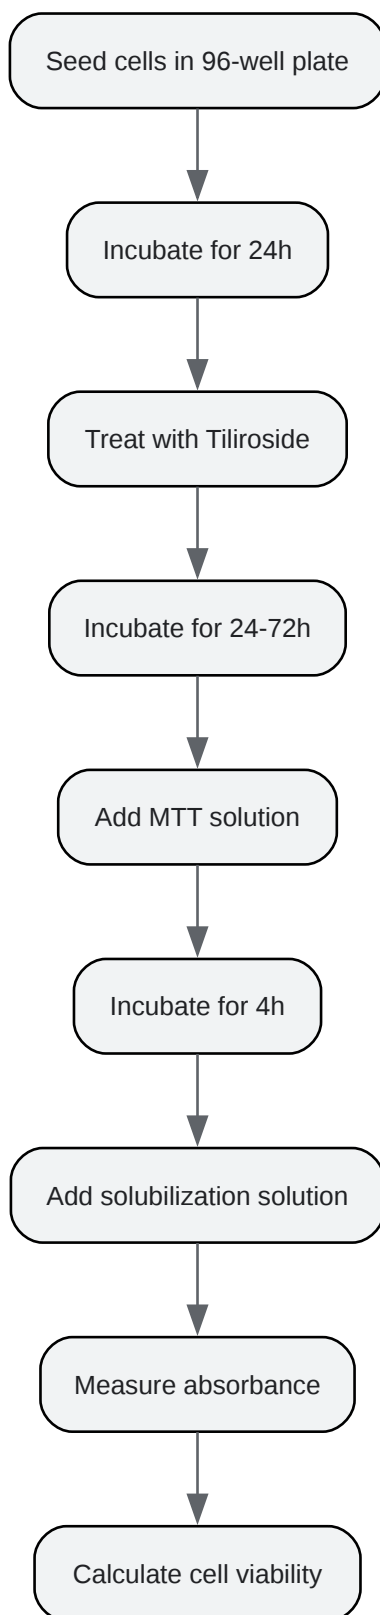 Seed cells in 96-well plate
Incubate for 24h
Treat with Tiliroside
Incubate for 24-72h
Add MTT solution
Incubate for 4h
Add solubilization solution
Measure absorbance
Calculate cell viability